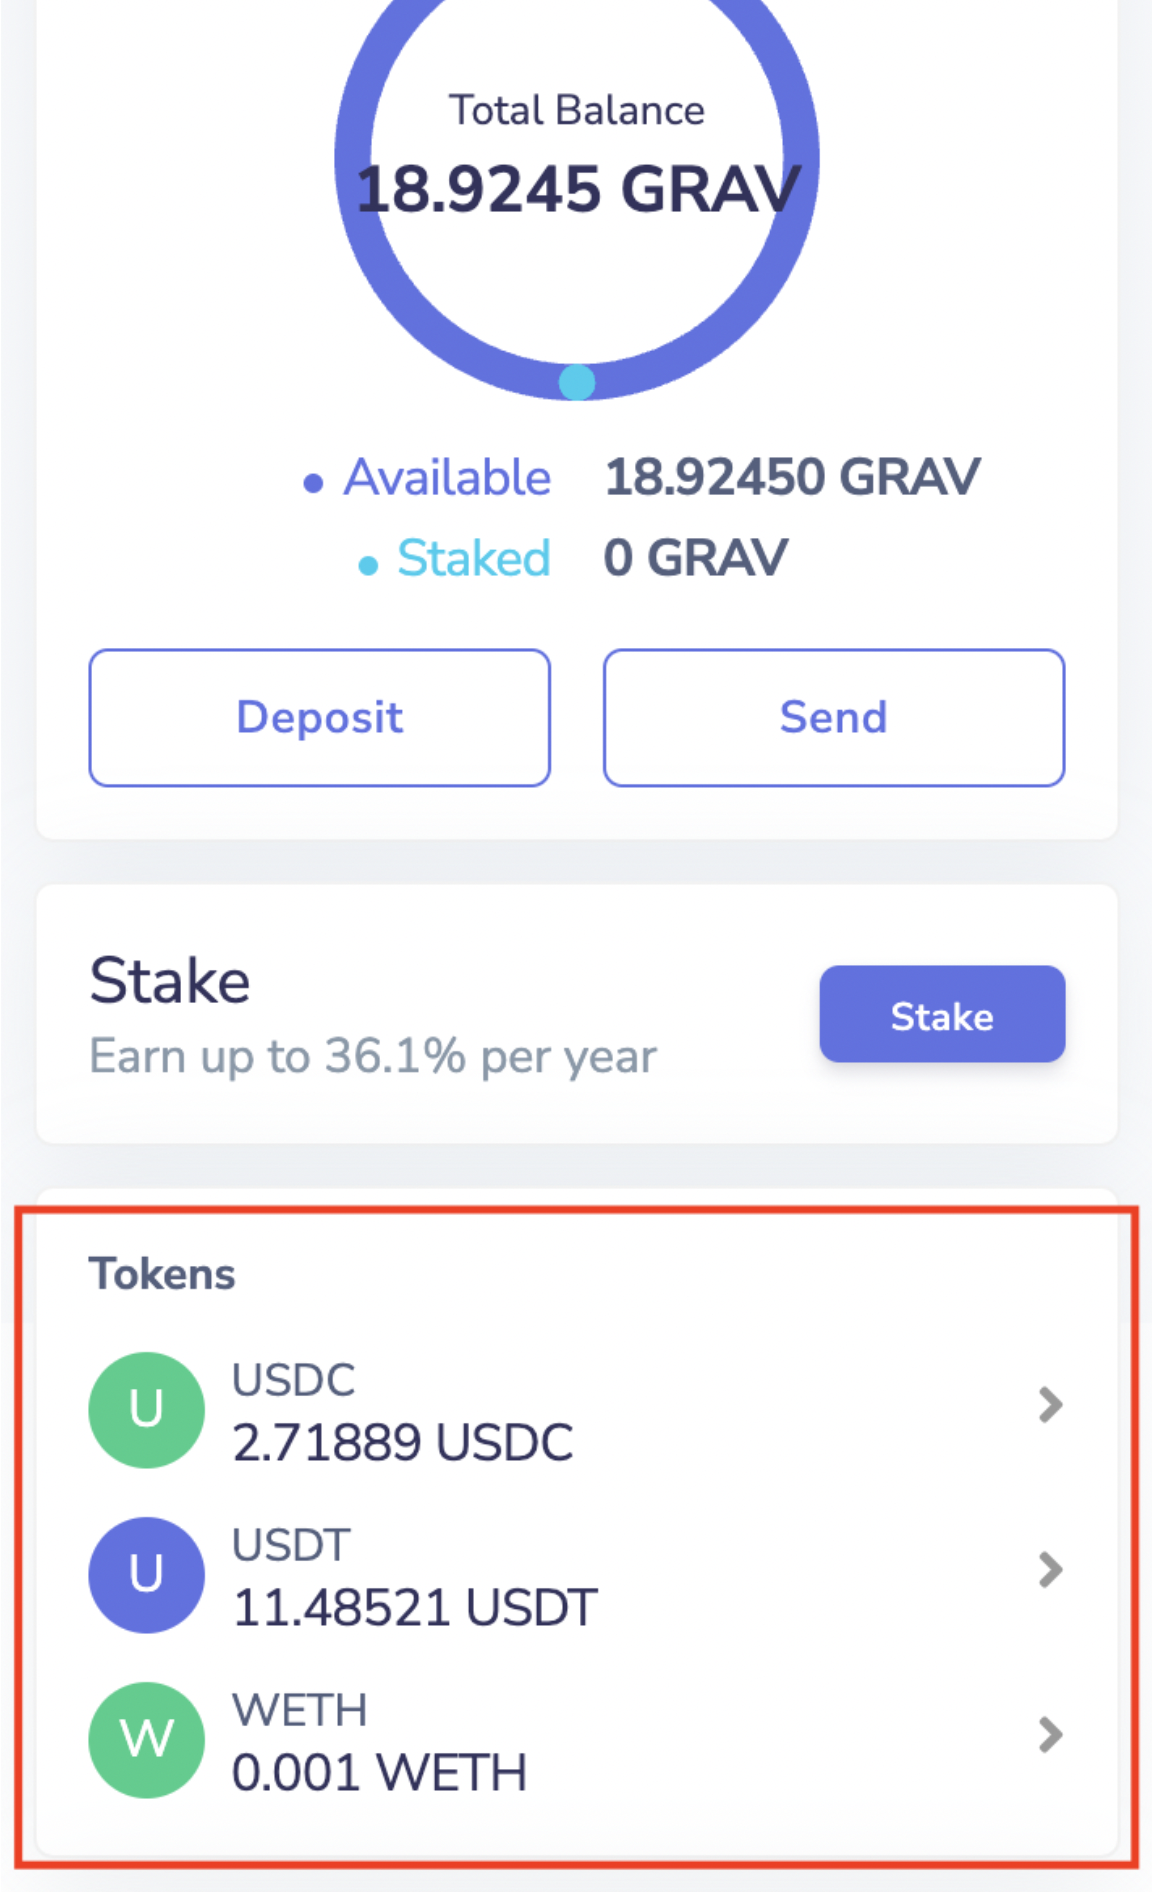 Total Balance
18.9245 GRAV
Available 18.92450 GRAV
Staked 0 GRAV
Deposit Send
Stake
Stake
Earn up to 36.1% per year
Tokens
U
USDC
2.71889 USDC
U
USDT
11.48521 USDT
W
WETH
0.001 WETH